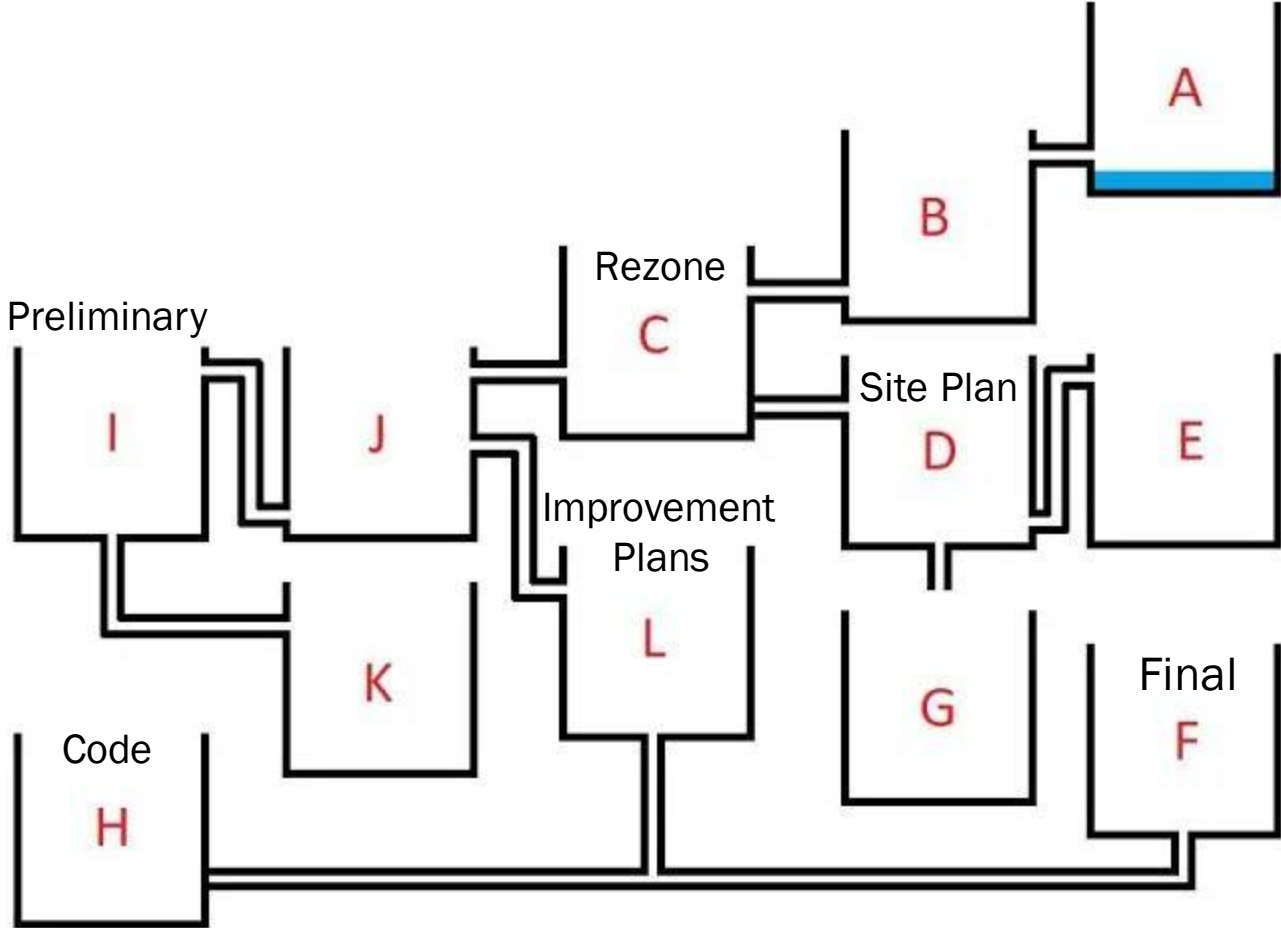 A
B
Rezone
C
Preliminary
I
J
Site Plan
D
E
Improvement
Plans
L
K
G
Final
F
Code
H